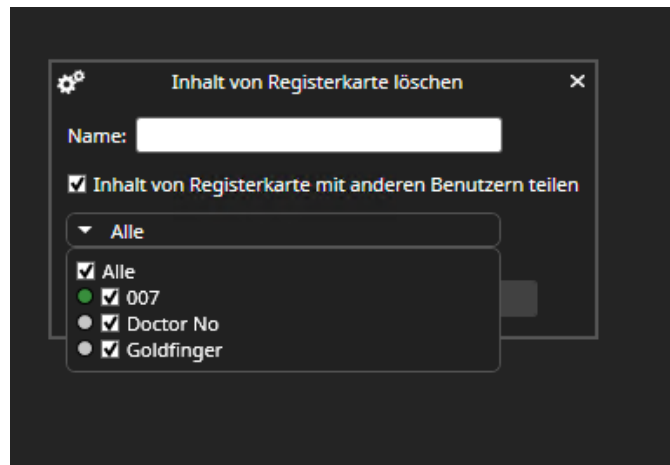 Inhalt von Registerkarte löschen
Name:
Inhalt von Registerkarte mit anderen Benutzern teilen
Alle
Alle
007
Doctor No
Goldfinger